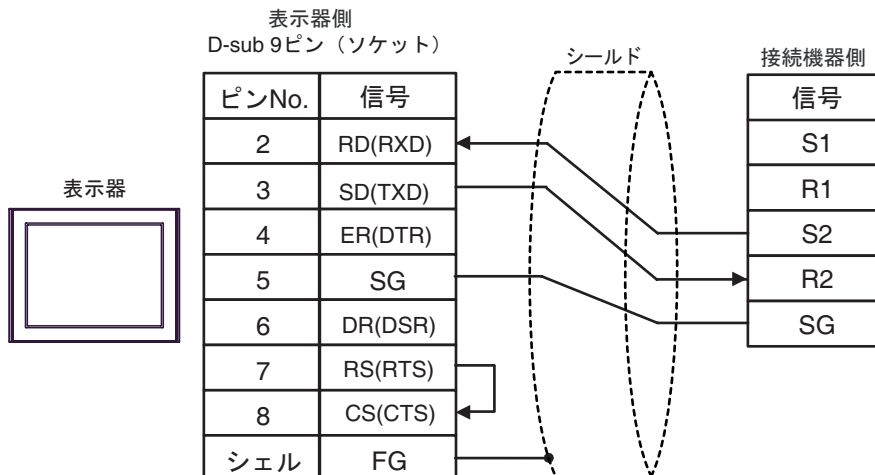 表示器側
D-sub 9ピン（ソケット）
シールド
接続機器側
ピンNo. 信号
信号
2 RD(RXD)
S1
3 SD(TXD)
R1
表示器
4 ER(DTR)
S2
5 SG
R2
6 DR(DSR)
SG
7 RS(RTS)
8 CS(CTS)
シェル FG